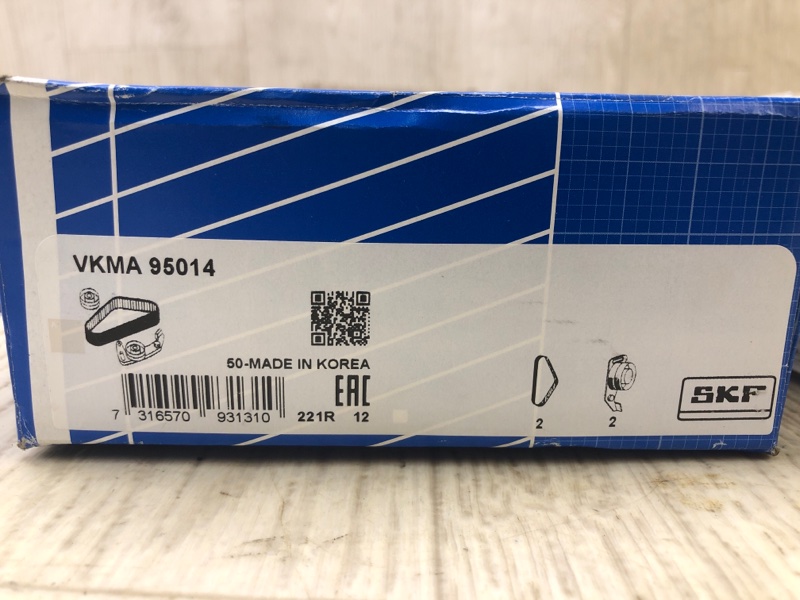 VKMA 95014
50-MADE IN KOREA
EAC
7 316570 931310
221R 12
2
2
SKF